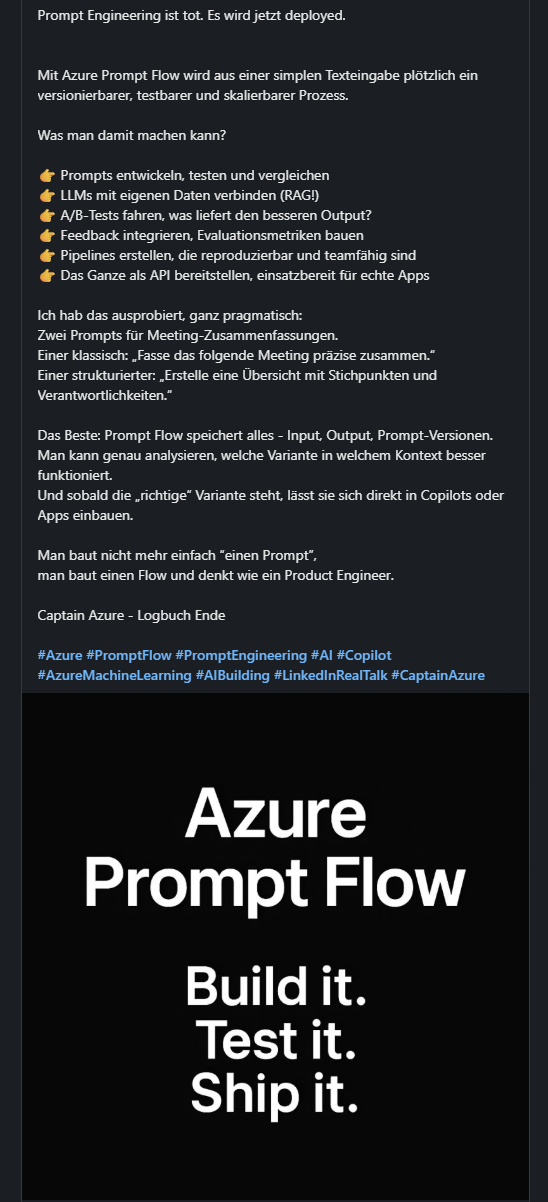 Prompt Engineering ist tot. Es wird jetzt deployed.
Mit Azure Prompt Flow wird aus einer simplen Texteingabe plötzlich ein
versionierbarer, testbarer und skalierbarer Prozess.
Was man damit machen kann?
👉 Prompts entwickeln, testen und vergleichen
👉 LLMs mit eigenen Daten verbinden (RAG!)
👉 A/B-Tests fahren, was liefert den besseren Output?
👉 Feedback integrieren, Evaluationsmetriken bauen
👉 Pipelines erstellen, die reproduzierbar und teamfähig sind
👉 Das Ganze als API bereitstellen, einsatzbereit für echte Apps
Ich hab das ausprobiert, ganz pragmatisch:
Zwei Prompts für Meeting-Zusammenfassungen.
Einer klassisch: „Fasse das folgende Meeting präzise zusammen.“
Einer strukturierter: „Erstelle eine Übersicht mit Stichpunkten und
Verantwortlichkeiten.“
Das Beste: Prompt Flow speichert alles - Input, Output, Prompt-Versionen.
Man kann genau analysieren, welche Variante in welchem Kontext besser
funktioniert.
Und sobald die „richtige“ Variante steht, lässt sie sich direkt in Copilots oder
Apps einbauen.
Man baut nicht mehr einfach "einen Prompt",
man baut einen Flow und denkt wie ein Product Engineer.
Captain Azure - Logbuch Ende
#Azure #PromptFlow #PromptEngineering #AI #Copilot
#AzureMachineLearning #AIBuilding #LinkedInRealTalk #CaptainAzure
Azure
Prompt Flow
Build it.
Test it.
Ship it.